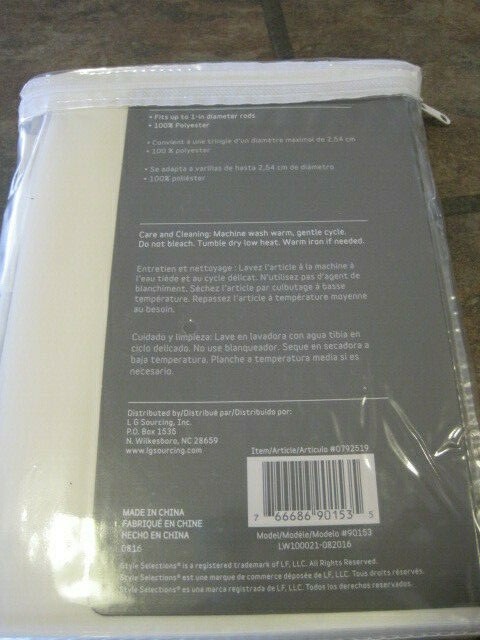 • Fits up to 1-in diameter rods
• 100% Polyester
• Convient à une tringle d'un diamètre maximal de 2,54 cm
• 100 % polyester
• Se adapta a varillas de hasta 2,54 cm de diámetro
• 100% poliéster
Care and Cleaning: Machine wash warm, gentle cycle.
Do not bleach. Tumble dry low heat. Warm iron if needed.
Entretien et nettoyage : Lavez l'article à la machine à
l'eau tiède et au cycle délicat. N'utilisez pas d'agent de
blanchiment. Séchez l'article par culbutage à basse
température. Repassez l'article à température moyenne
au besoin.
Cuidado y limpieza: Lave en lavadora con agua tibia en
ciclo delicado. No use blanqueador. Seque en secadora a
baja temperatura. Planche a temperatura media si es
necesario.
Distributed by/Distribué par/Distribuido por:
L G Sourcing, Inc.
P.O. Box 1535
N. Wilkesboro, NC 28659
www.lgsourcing.com
Item/Article/Artículo #0792519
7 66686 90153 5
MADE IN CHINA
FABRIQUÉ EN CHINE
HECHO EN CHINA
0816
Model/Modèle/Modelo #90153
LW100021-082016
Style Selections® is a registered trademark of LF, LLC. All Rights Reserved.
Style Selections® est une marque de commerce déposée de LF, LLC. Tous droits réservés.
Style Selections® es una marca registrada de LF, LLC. Todos los derechos reservados.